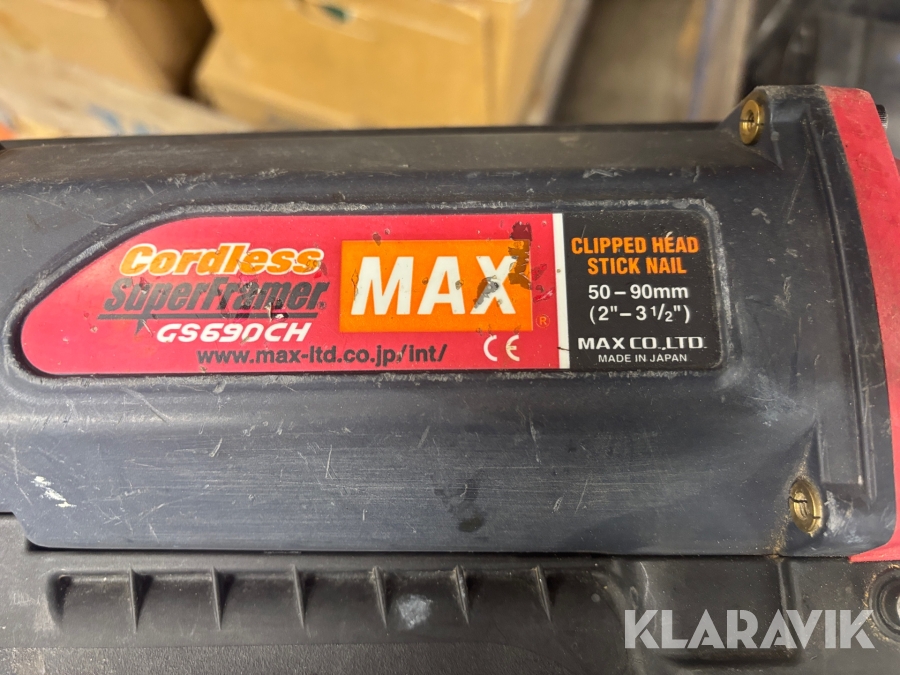 Cordless
SuperFramer
GS690CH
www.max-ltd.co.jp/int/
MAX®
CE
CLIPPED HEAD
STICK NAIL
50-90mm
(2"-3 1/2")
MAX CO.,LTD.
MADE IN JAPAN
KLARAVIK